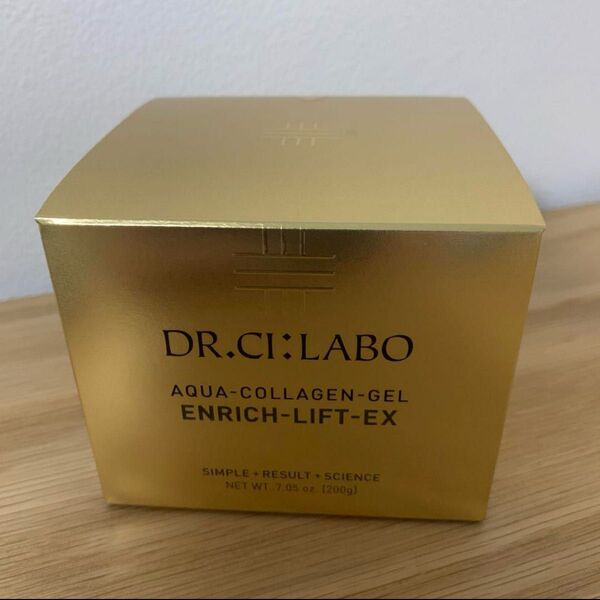 DR.CI:LABO
AQUA-COLLAGEN-GEL
ENRICH-LIFT-EX
SIMPLE + RESULT + SCIENCE
NET WT. 7.05 oz. [200g]